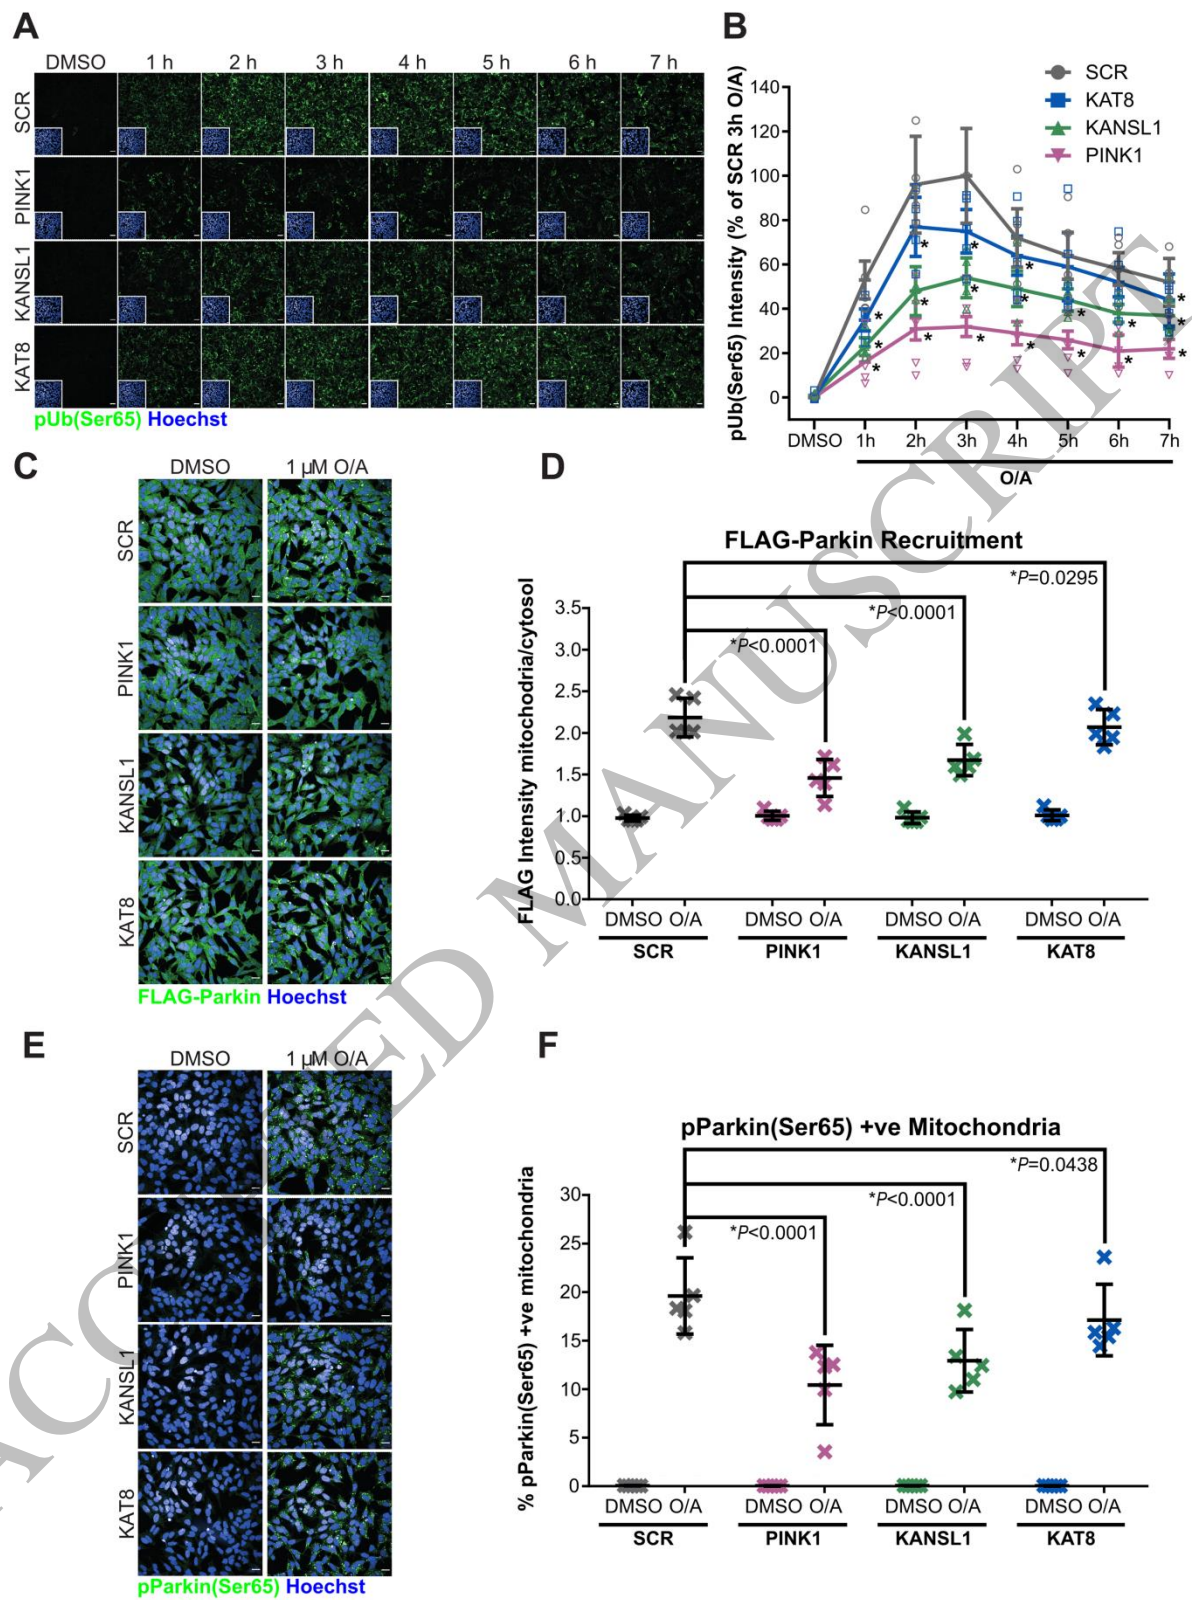 A
DMSO 1 h 2 h 3 h 4 h 5 h 6 h 7 h
SCR
PINK1
KANSL1
KAT8
pUb(Ser65) Hoechst
B
pUb(Ser65) Intensity (% of SCR 3h O/A)
140
120
100
80
60
40
20
0
SCR
KAT8
KANSL1
PINK1
* * * * * * * * * * * * * * * * * *
DMSO 1h 2h 3h 4h 5h 6h 7h
O/A
C
DMSO 1 µM O/A
SCR
PINK1
KANSL1
KAT8
FLAG-Parkin Hoechst
D
FLAG-Parkin Recruitment
*P=0.0295
*P<0.0001
*P<0.0001
FLAG Intensity mitochodria/cytosol
3.5
3.0
2.5
2.0
1.5
1.0
0.5
0.0
DMSO O/A DMSO O/A DMSO O/A DMSO O/A
SCR PINK1 KANSL1 KAT8
E
DMSO 1 µM O/A
SCR
PINK1
KANSL1
KAT8
pParkin(Ser65) Hoechst
F
pParkin(Ser65) +ve Mitochondria
*P=0.0438
*P<0.0001
*P<0.0001
% pParkin(Ser65) +ve mitochondria
30
25
20
15
10
5
0
DMSO O/A DMSO O/A DMSO O/A DMSO O/A
SCR PINK1 KANSL1 KAT8
ACCEPTED MANUSCRIPT